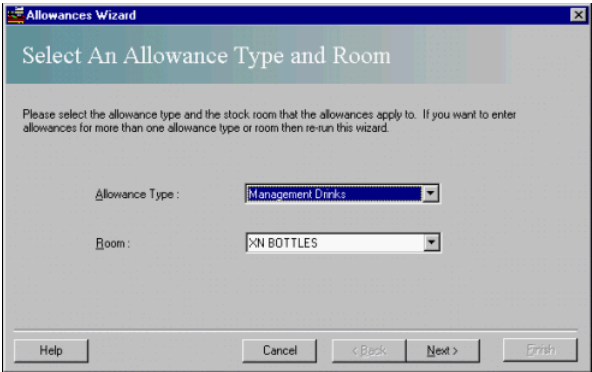 Allowances Wizard
Select An Allowance Type and Room
Please select the allowance type and the stock room that the allowances apply to. If you want to enter
allowances for more than one allowance type or room then re-run this wizard.
Allowance Type : Management Drinks
Room : XN BOTTLES
Help Cancel < Back Next > Finish